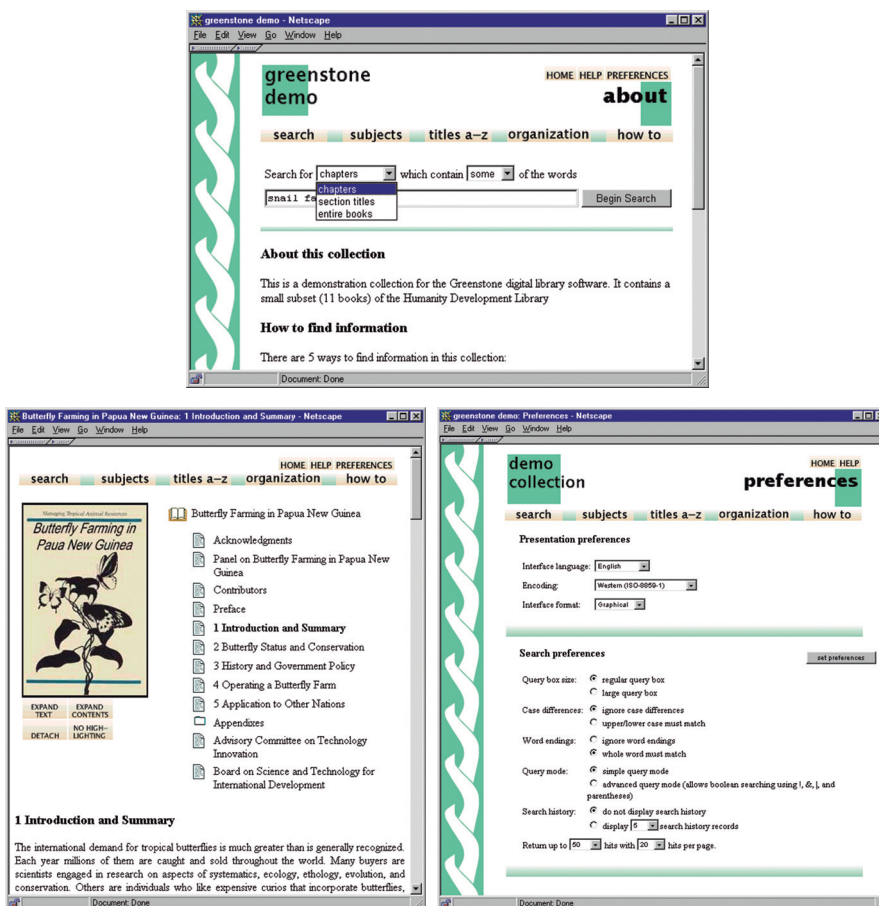 greenstone demo - Netscape
File Edit View Go Window Help
greenstone
demo
HOME HELP PREFERENCES
about
search subjects titles a–z organization how to
Search for chapters which contain some of the words
chapters
section titles
entire books
snail fa
Begin Search
About this collection
This is a demonstration collection for the Greenstone digital library software. It contains a
small subset (11 books) of the Humanity Development Library
How to find information
There are 5 ways to find information in this collection:
Document: Done
Butterfly Farming in Papua New Guinea: 1 Introduction and Summary - Netscape
File Edit View Go Window Help
HOME HELP PREFERENCES
search subjects titles a–z organization how to
Managing Tropical Animal Resources
Butterfly Farming in
Paua New Guinea
EXPAND TEXT
EXPAND CONTENTS
DETACH
NO HIGH–LIGHTING
Butterfly Farming in Papua New Guinea
Acknowledgments
Panel on Butterfly Farming in Papua New
Guinea
Contributors
Preface
1 Introduction and Summary
2 Butterfly Status and Conservation
3 History and Government Policy
4 Operating a Butterfly Farm
5 Application to Other Nations
Appendixes
Advisory Committee on Technology
Innovation
Board on Science and Technology for
International Development
1 Introduction and Summary
The international demand for tropical butterflies is much greater than is generally recognized.
Each year millions of them are caught and sold throughout the world. Many buyers are
scientists engaged in research on aspects of systematics, ecology, ethology, evolution, and
conservation. Others are individuals who like expensive curios that incorporate butterflies,
Document: Done
greenstone demo: Preferences - Netscape
File Edit View Go Window Help
demo
collection
HOME HELP
preferences
search subjects titles a–z organization how to
Presentation preferences
Interface language: English
Encoding: Western (ISO-8859-1)
Interface format: Graphical
Search preferences
set preferences
Query box size: regular query box
large query box
Case differences: ignore case differences
upper/lower case must match
Word endings: ignore word endings
whole word must match
Query mode: simple query mode
advanced query mode (allows boolean searching using !, &, |, and
parentheses)
Search history: do not display search history
display 5 search history records
Return up to 50 hits with 20 hits per page.
Document: Done